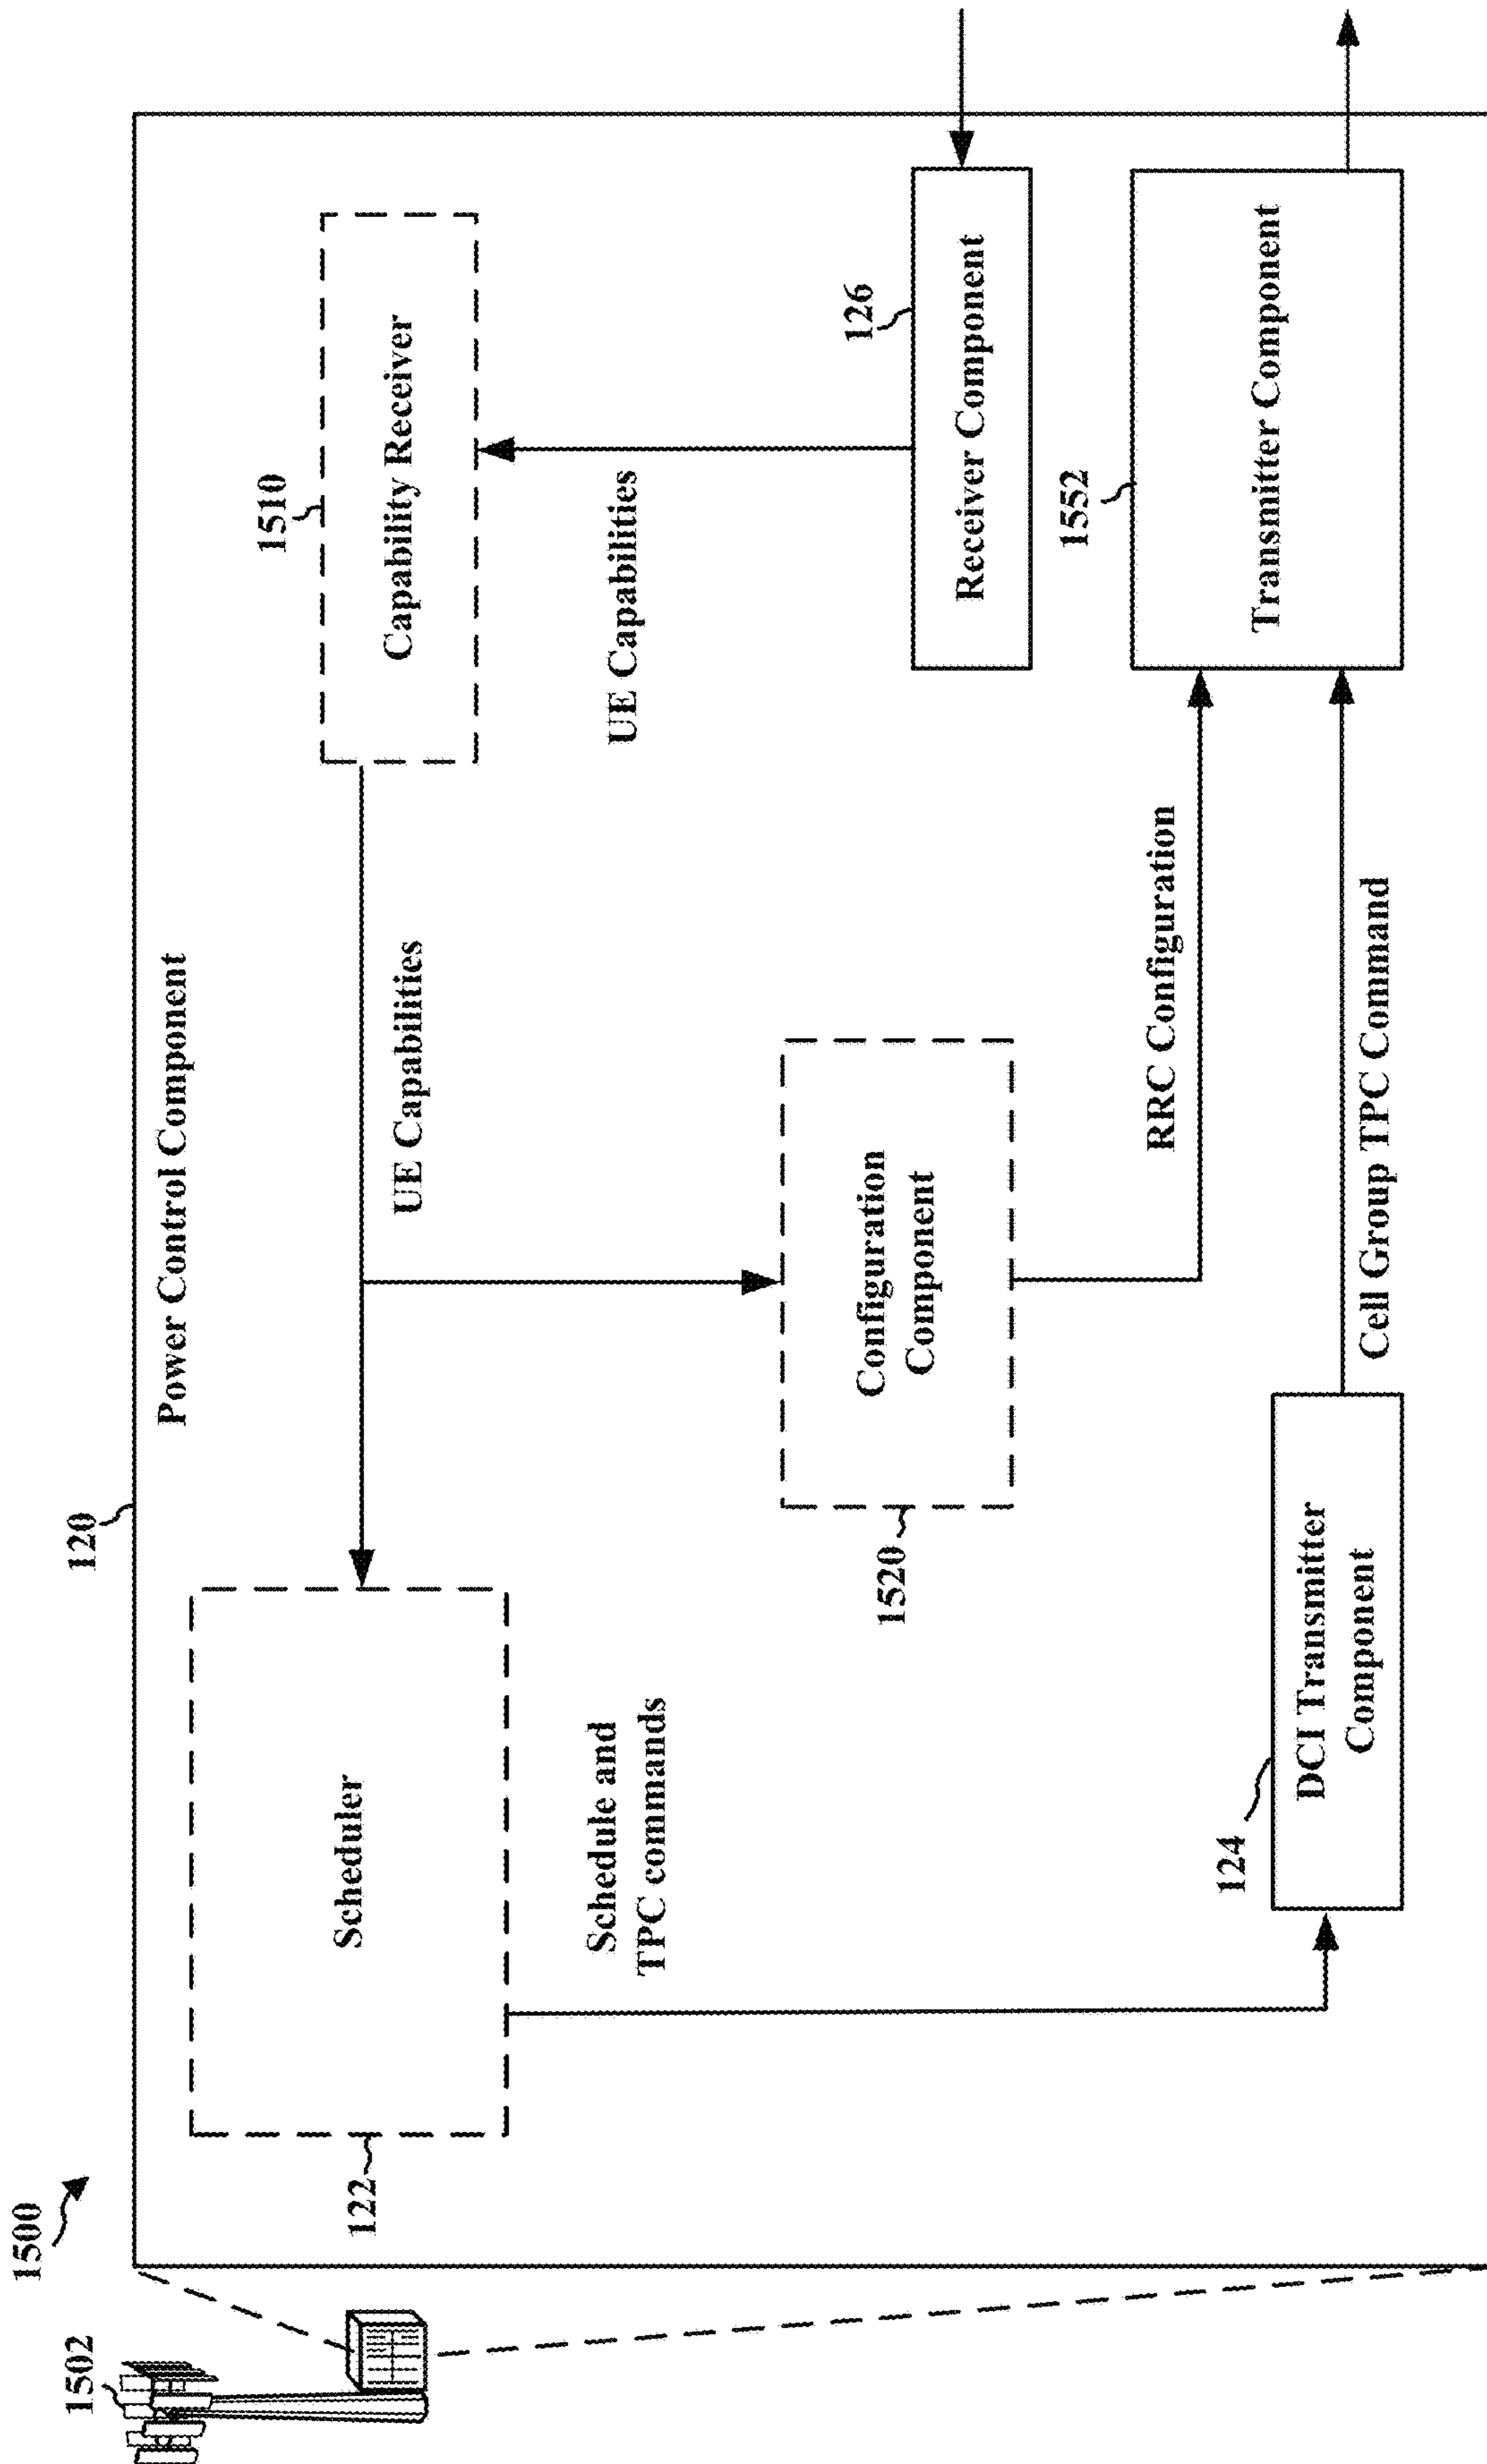 1500
1502
120
Power Control Component
122
Scheduler
UE Capabilities
1510
Capability Receiver
Schedule and
TPC commands
UE Capabilities
1520
Configuration
Component
126
Receiver Component
RRC Configuration
1552
Transmitter Component
124
DCI Transmitter
Component
Cell Group TPC Command